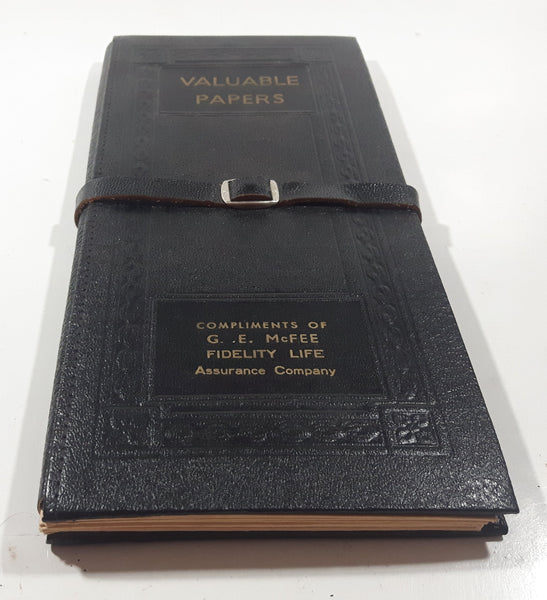 VALUABLE
PAPERS
COMPLIMENTS OF
G. .E. McFEE
FIDELITY LIFE
Assurance Company